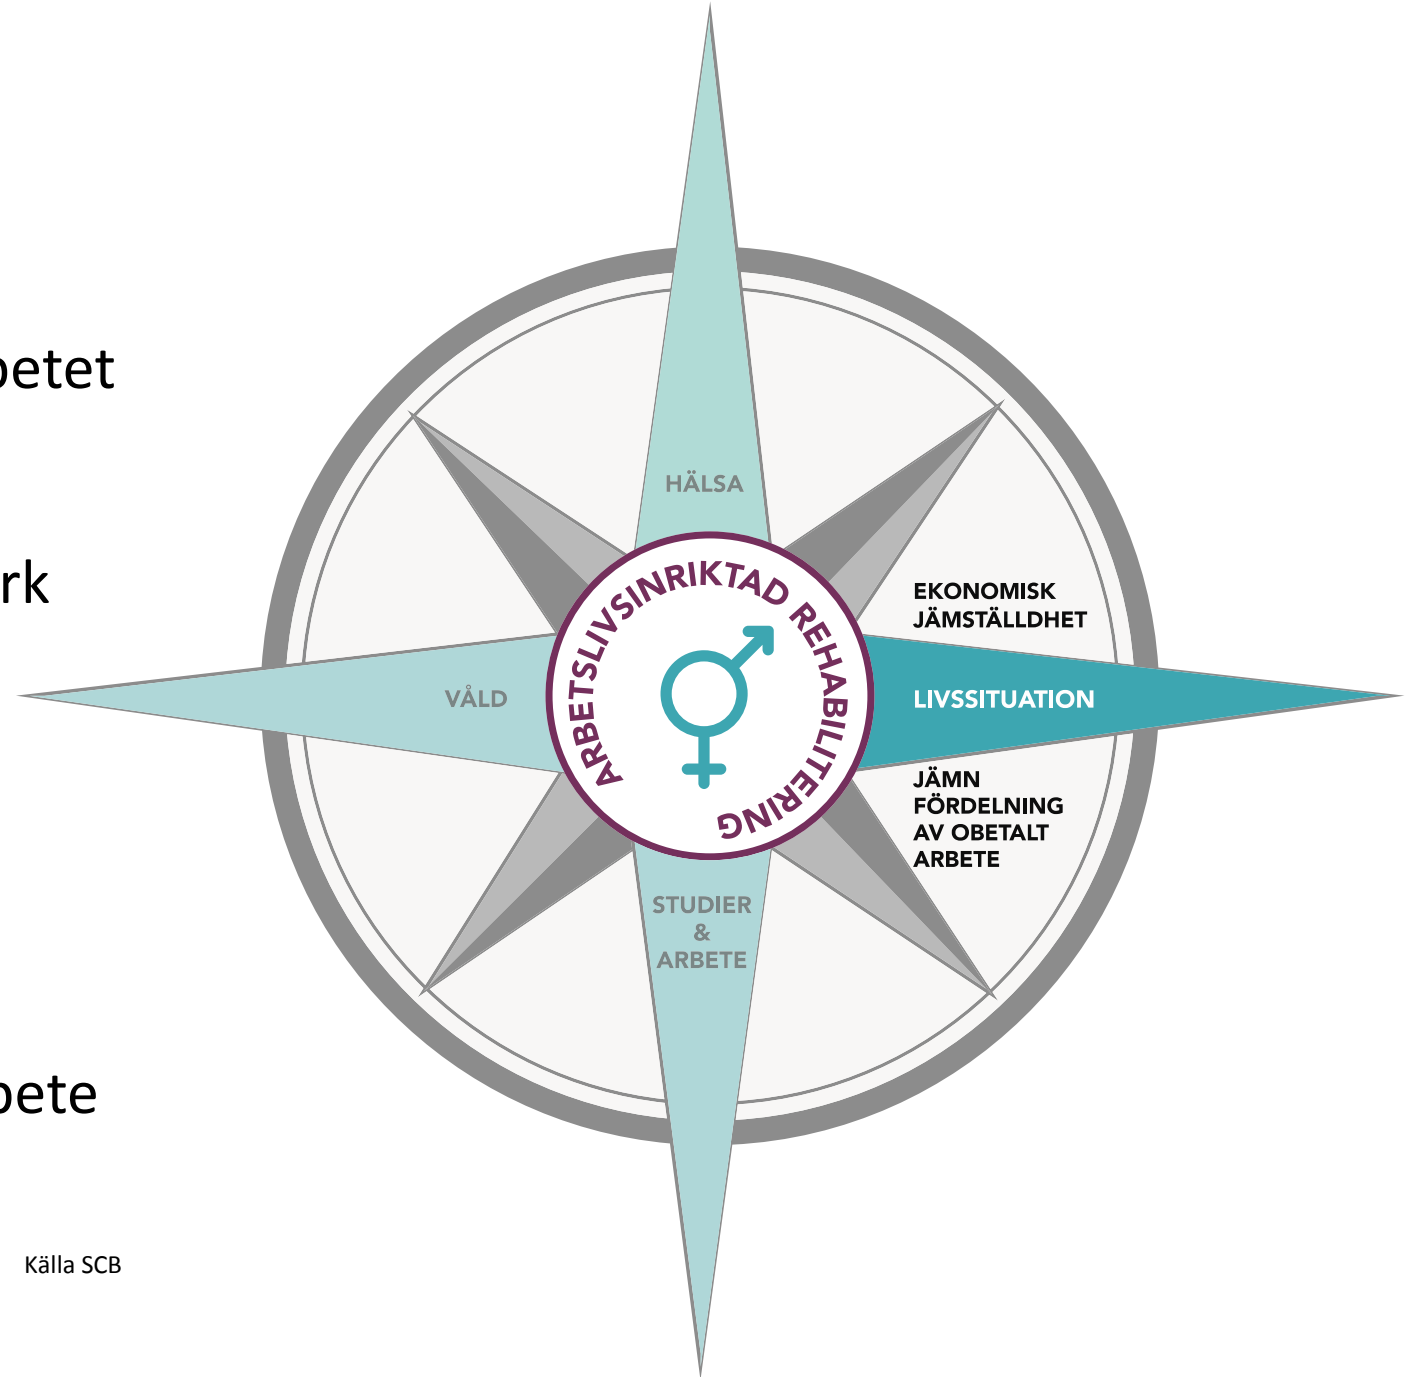 betet
HÄLSA
rk
EKONOMISK
JÄMSTÄLLDHET
ARBETSLIVSINRIKTAD REHABILITERING
VÅLD
LIVSSITUATION
JÄMN
FÖRDELNING
AV OBETALT
ARBETE
STUDIER
&
ARBETE
bete
Källa SCB